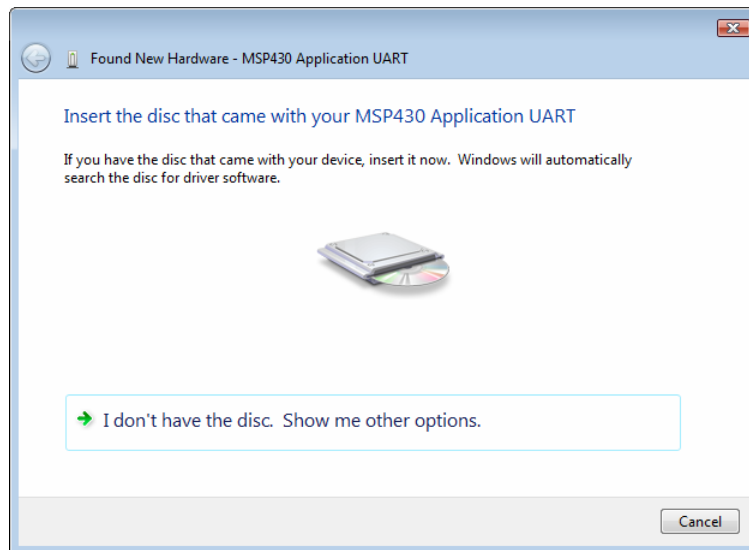 Found New Hardware - MSP430 Application UART
Insert the disc that came with your MSP430 Application UART
If you have the disc that came with your device, insert it now.  Windows will automatically
search the disc for driver software.
I don't have the disc.  Show me other options.
Cancel